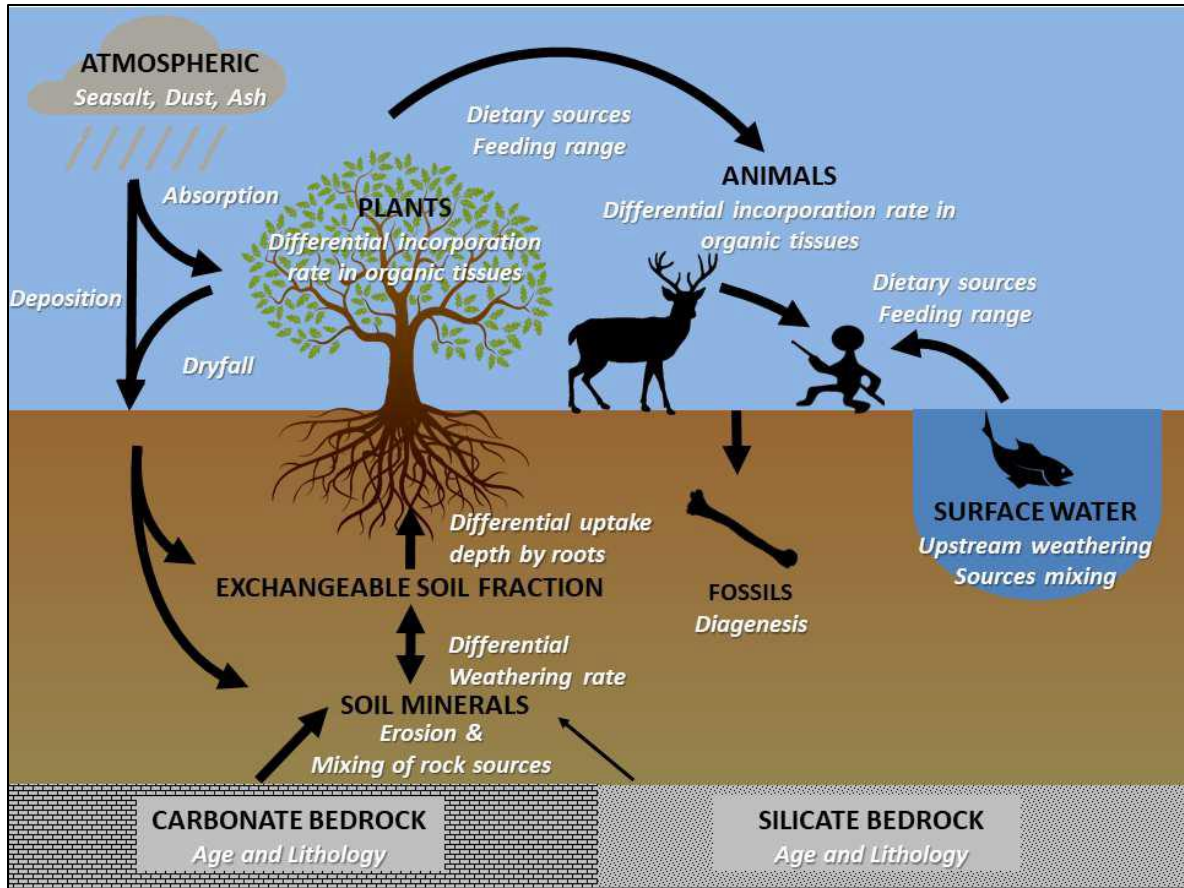 ATMOSPHERIC
Seasalt, Dust, Ash
Absorption
Deposition
Dryfall
PLANTS
Differential incorporation
rate in organic tissues
Dietary sources
Feeding range
ANIMALS
Differential incorporation rate in
organic tissues
Dietary sources
Feeding range
SURFACE WATER
Upstream weathering
Sources mixing
Differential uptake
depth by roots
EXCHANGEABLE SOIL FRACTION
FOSSILS
Diagenesis
Differential
Weathering rate
SOIL MINERALS
Erosion &
Mixing of rock sources
CARBONATE BEDROCK
Age and Lithology
SILICATE BEDROCK
Age and Lithology